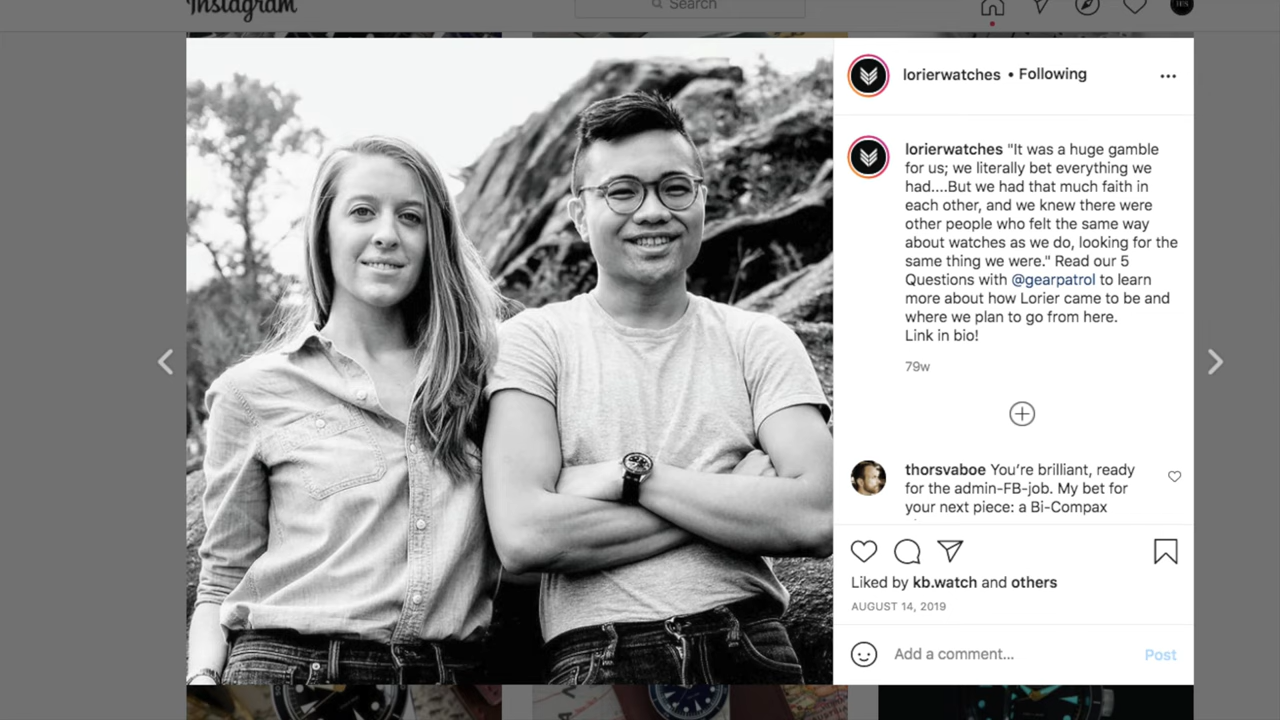 Instagram
Search
lorierwatches • Following
lorierwatches "It was a huge gamble
for us; we literally bet everything we
had....But we had that much faith in
each other, and we knew there were
other people who felt the same way
about watches as we do, looking for the
same thing we were." Read our 5
Questions with @gearpatrol to learn
more about how Lorier came to be and
where we plan to go from here.
Link in bio!
79w
thorsvaboe You’re brilliant, ready
for the admin-FB-job. My bet for
your next piece: a Bi-Compax
Liked by kb.watch and others
AUGUST 14, 2019
Add a comment...
Post